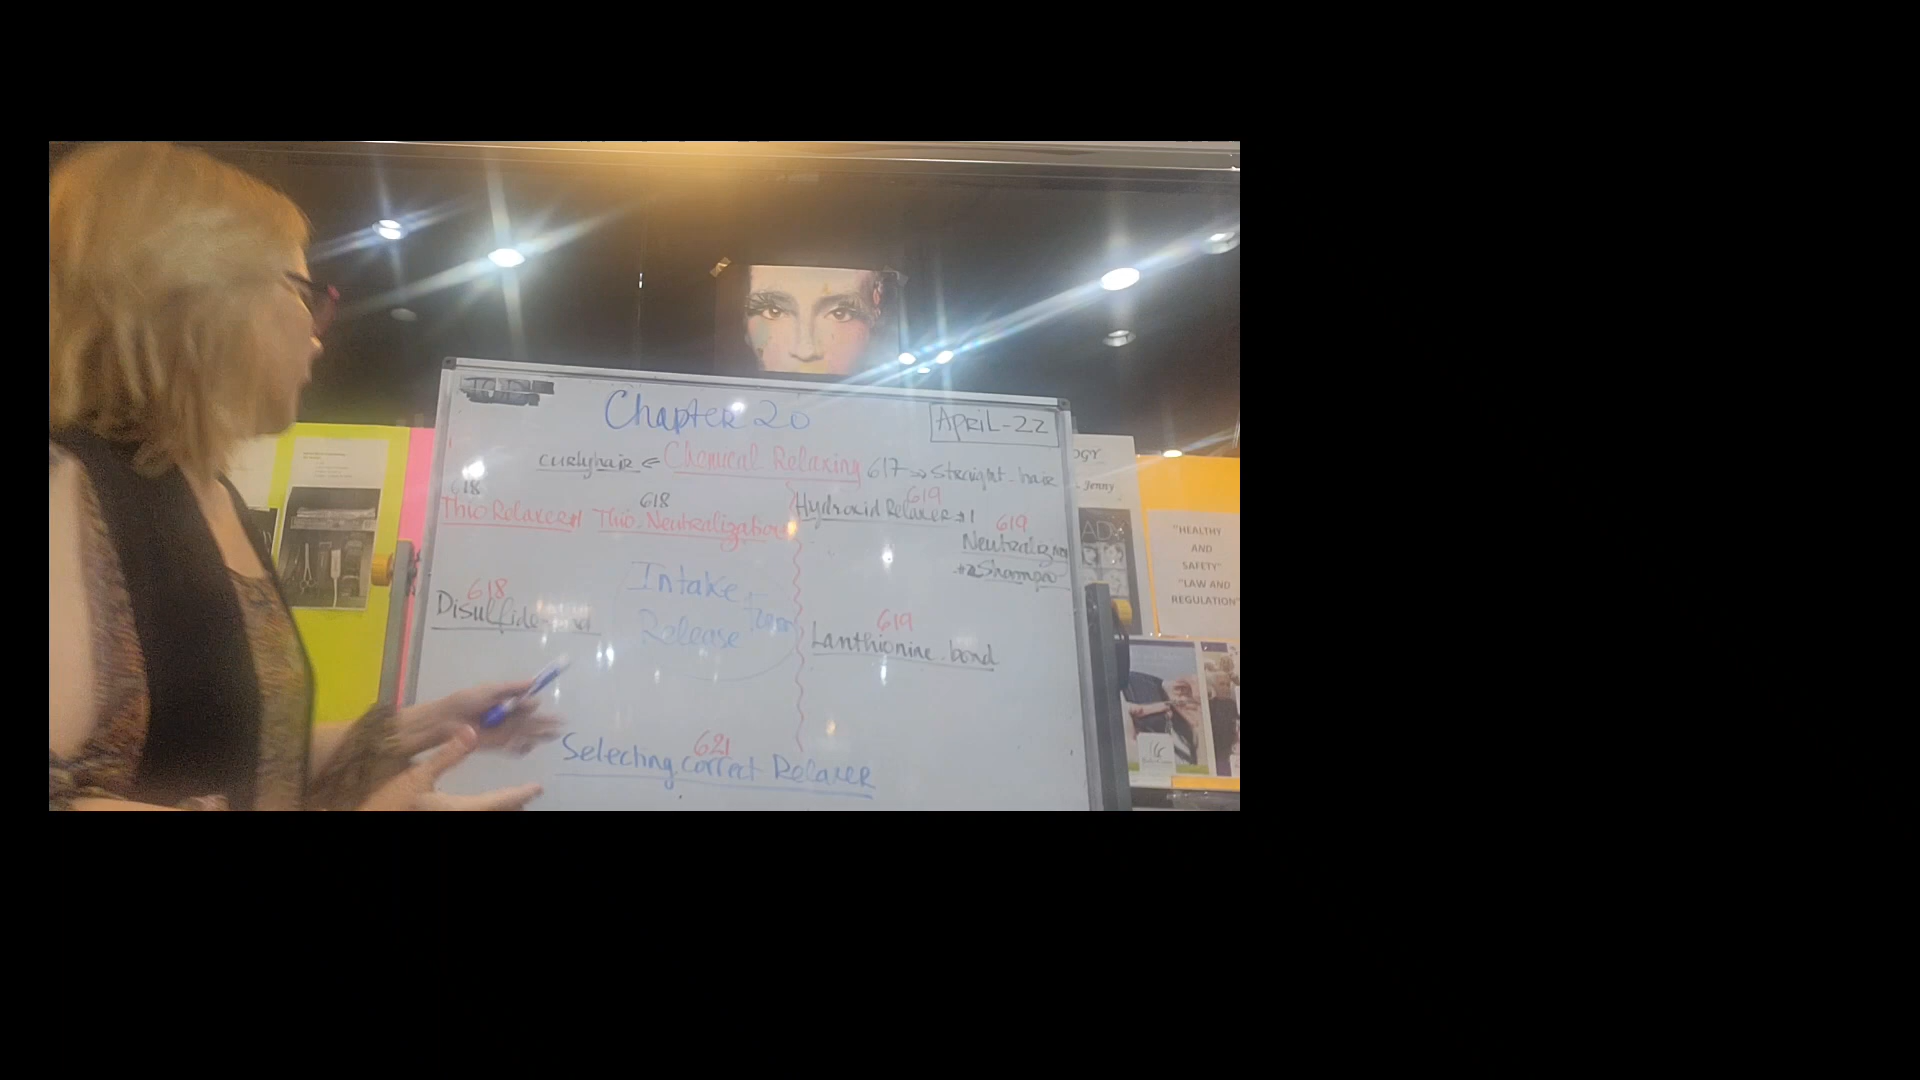 Chapter 20
APRIL-22
curlyhair ← Chemical Relaxing 617 → Straight-hair
618
Thio Relaxer #1
618
Thio. Neutralization
619
Hydroxid Relaxer #1
619
Neutralizing
#2 Shampoo
618
Disulfide
Intake
Release
619
Lanthionine.bond
621
Selecting correct Relaxer
OGY
- Jenny
"HEALTHY
AND
SAFETY"
"LAW AND
REGULATION"